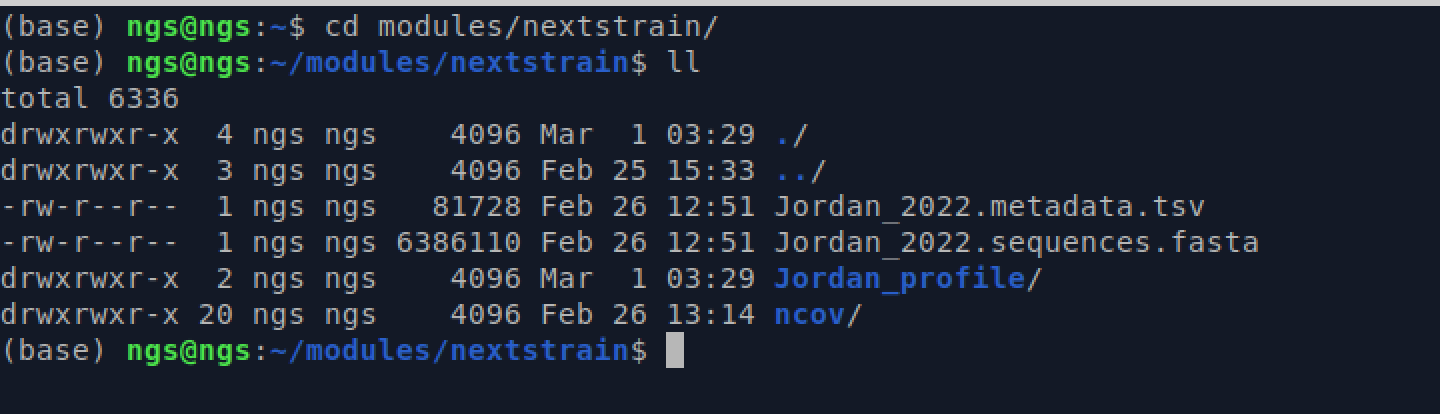 (base) ngs@ngs:~$ cd modules/nextstrain/
(base) ngs@ngs:~/modules/nextstrain$ ll
total 6336
drwxrwxr-x  4 ngs ngs    4096 Mar  1 03:29 ./
drwxrwxr-x  3 ngs ngs    4096 Feb 25 15:33 ../
-rw-r--r--  1 ngs ngs   81728 Feb 26 12:51 Jordan_2022.metadata.tsv
-rw-r--r--  1 ngs ngs 6386110 Feb 26 12:51 Jordan_2022.sequences.fasta
drwxrwxr-x  2 ngs ngs    4096 Mar  1 03:29 Jordan_profile/
drwxrwxr-x 20 ngs ngs    4096 Feb 26 13:14 ncov/
(base) ngs@ngs:~/modules/nextstrain$